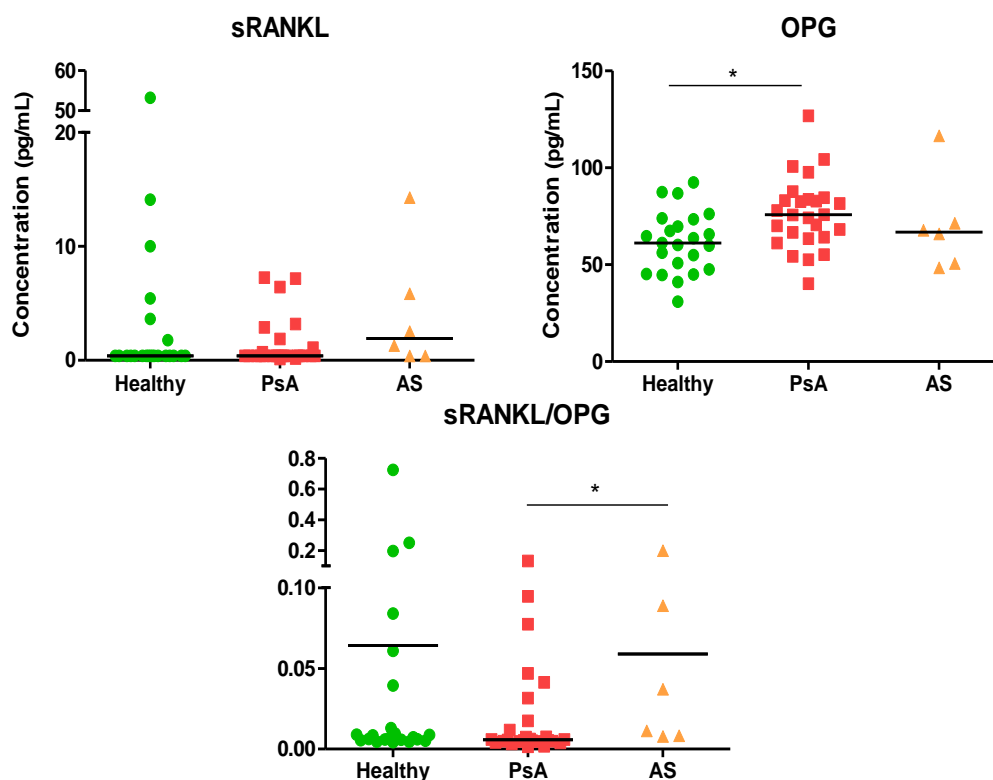 sRANKL
Concentration (pg/mL)
60
50
20
10
0
Healthy PsA AS
OPG
*
Concentration (pg/mL)
150
100
50
0
Healthy PsA AS
sRANKL/OPG
*
0.8
0.6
0.4
0.2
0.10
0.05
0.00
Healthy PsA AS